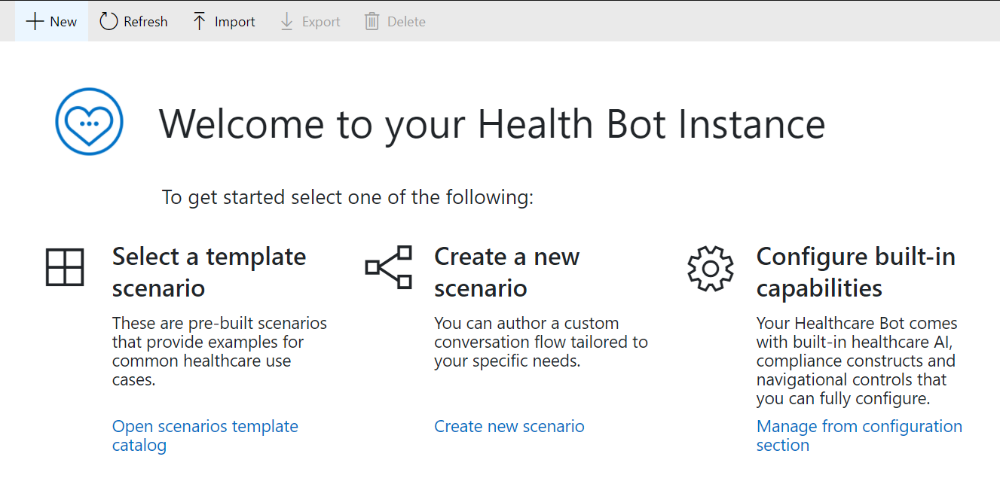 New Refresh Import Export Delete
Welcome to your Health Bot Instance
To get started select one of the following:
Select a template
scenario
These are pre-built scenarios
that provide examples for
common healthcare use
cases.
Open scenarios template
catalog
Create a new
scenario
You can author a custom
conversation flow tailored to
your specific needs.
Create new scenario
Configure built-in
capabilities
Your Healthcare Bot comes
with built-in healthcare AI,
compliance constructs and
navigational controls that
you can fully configure.
Manage from configuration
section